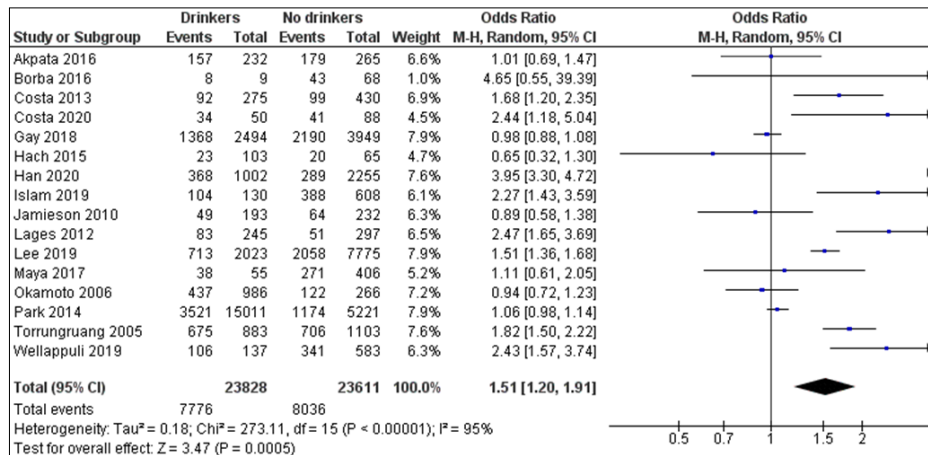 Drinkers No drinkers Odds Ratio Odds Ratio
Study or Subgroup Events Total Events Total Weight M-H, Random, 95% CI M-H, Random, 95% CI
Akpata 2016 157 232 179 265 6.6% 1.01 [0.69, 1.47]
Borba 2016 8 9 43 68 1.0% 4.65 [0.55, 39.39]
Costa 2013 92 275 99 430 6.9% 1.68 [1.20, 2.35]
Costa 2020 34 50 41 88 4.6% 2.44 [1.18, 5.04]
Gay 2018 1368 2494 2190 3949 7.9% 0.98 [0.88, 1.08]
Hach 2015 23 103 20 65 4.7% 0.65 [0.32, 1.30]
Han 2020 368 1002 289 2255 7.6% 3.95 [3.30, 4.72]
Islam 2019 104 130 388 608 6.1% 2.27 [1.43, 3.59]
Jamieson 2010 49 193 64 232 6.3% 0.89 [0.58, 1.38]
Lages 2012 83 245 51 297 6.5% 2.47 [1.65, 3.69]
Lee 2019 713 2023 2058 7775 7.9% 1.51 [1.36, 1.68]
Maya 2017 38 55 271 406 5.2% 1.11 [0.61, 2.05]
Okamoto 2006 437 986 122 266 7.2% 0.94 [0.72, 1.23]
Park 2014 3521 15011 1174 5221 7.9% 1.06 [0.98, 1.14]
Torrungruang 2005 675 883 706 1103 7.6% 1.82 [1.50, 2.22]
Wellappuli 2019 106 137 341 583 6.3% 2.43 [1.57, 3.74]
Total (95% CI) 23828 23611 100.0% 1.51 [1.20, 1.91]
Total events 7776 8036
Heterogeneity: Tau² = 0.18; Chi² = 273.11, df = 15 (P < 0.00001); I² = 95%
Test for overall effect: Z = 3.47 (P = 0.0005)
0.5 0.7 1 1.5 2